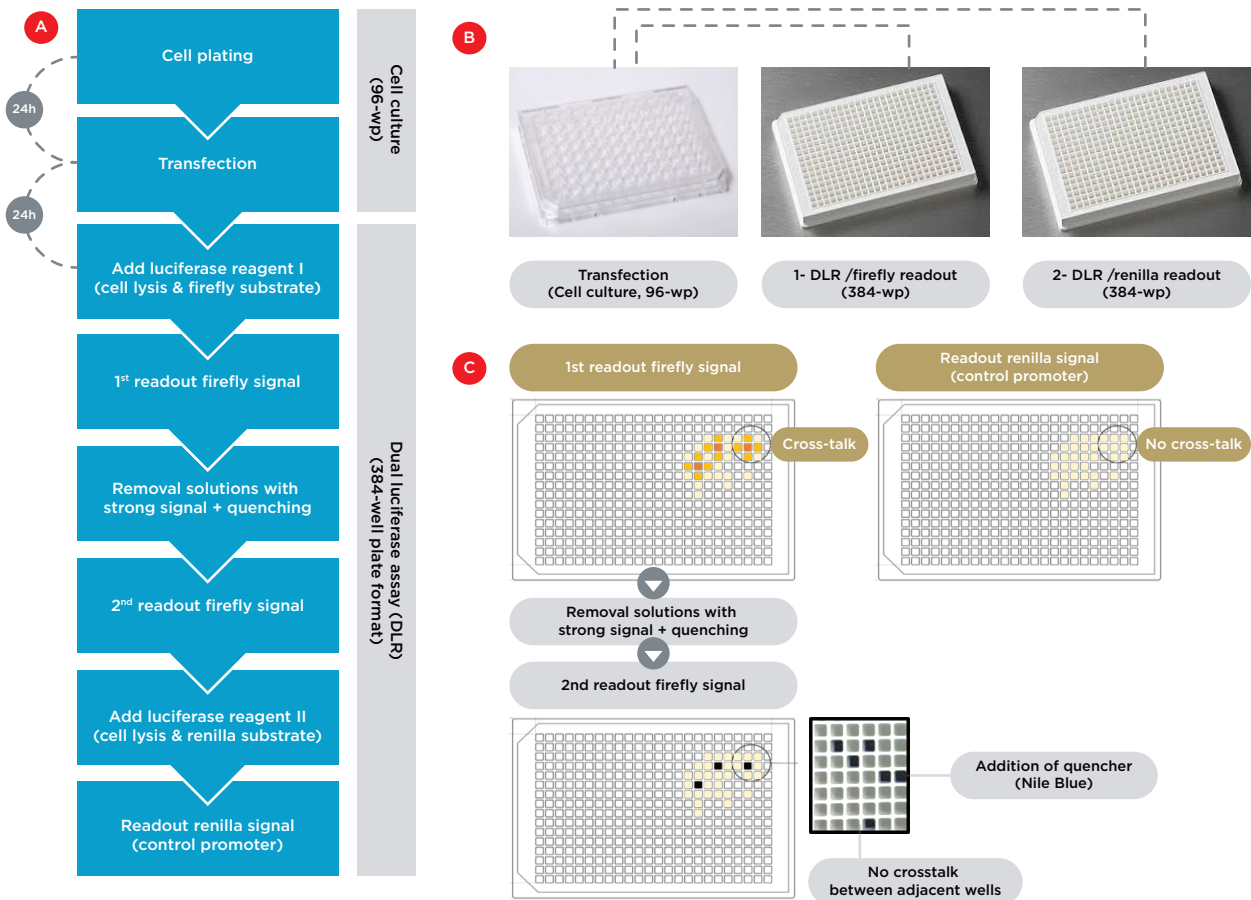 A
Cell plating
24h
Transfection
24h
Add luciferase reagent I
(cell lysis & firefly substrate)
1st readout firefly signal
Removal solutions with
strong signal + quenching
2nd readout firefly signal
Add luciferase reagent II
(cell lysis & renilla substrate)
Readout renilla signal
(control promoter)
Cell culture
(96-wp)
Dual luciferase assay (DLR)
(384-well plate format)
B
Transfection
(Cell culture, 96-wp)
1- DLR /firefly readout
(384-wp)
2- DLR /renilla readout
(384-wp)
C
1st readout firefly signal
Cross-talk
Readout renilla signal
(control promoter)
No cross-talk
Removal solutions with
strong signal + quenching
2nd readout firefly signal
Addition of quencher
(Nile Blue)
No crosstalk
between adjacent wells